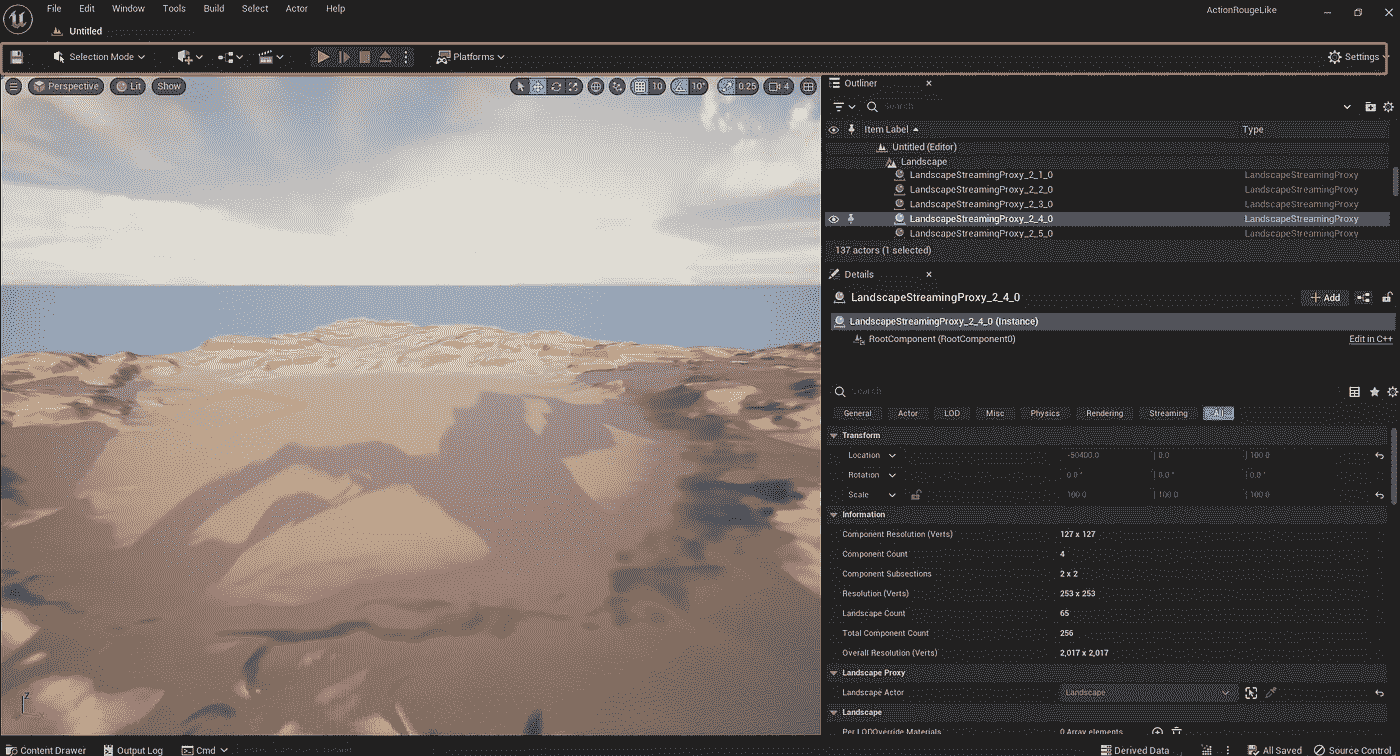 File Edit Window Tools Build Select Actor Help
ActionRougeLike
Untitled
Selection Mode
Platforms
Settings
Perspective Lit Show
10 10° 0.25 4
Outliner
Search
Item Label Type
Untitled (Editor)
Landscape
LandscapeStreamingProxy_2_1_0 LandscapeStreamingProxy
LandscapeStreamingProxy_2_2_0 LandscapeStreamingProxy
LandscapeStreamingProxy_2_3_0 LandscapeStreamingProxy
LandscapeStreamingProxy_2_4_0 LandscapeStreamingProxy
LandscapeStreamingProxy_2_5_0 LandscapeStreamingProxy
137 actors (1 selected)
Details
LandscapeStreamingProxy_2_4_0
Add
LandscapeStreamingProxy_2_4_0 (Instance)
RootComponent (RootComponent0) Edit in C++
Search
General Actor LOD Misc Physics Rendering Streaming All
Transform
Location -50400.0 0.0 100.0
Rotation 0.0° 0.0° 0.0°
Scale 100.0 100.0 100.0
Information
Component Resolution (Verts) 127 x 127
Component Count 4
Component Subsections 2 x 2
Resolution (Verts) 253 x 253
Landscape Count 65
Total Component Count 256
Overall Resolution (Verts) 2,017 x 2,017
Landscape Proxy
Landscape Actor Landscape
Landscape
Per LODOverride Materials 0 Array elements
Z
Content Drawer Output Log Cmd
Derived Data All Saved Source Control